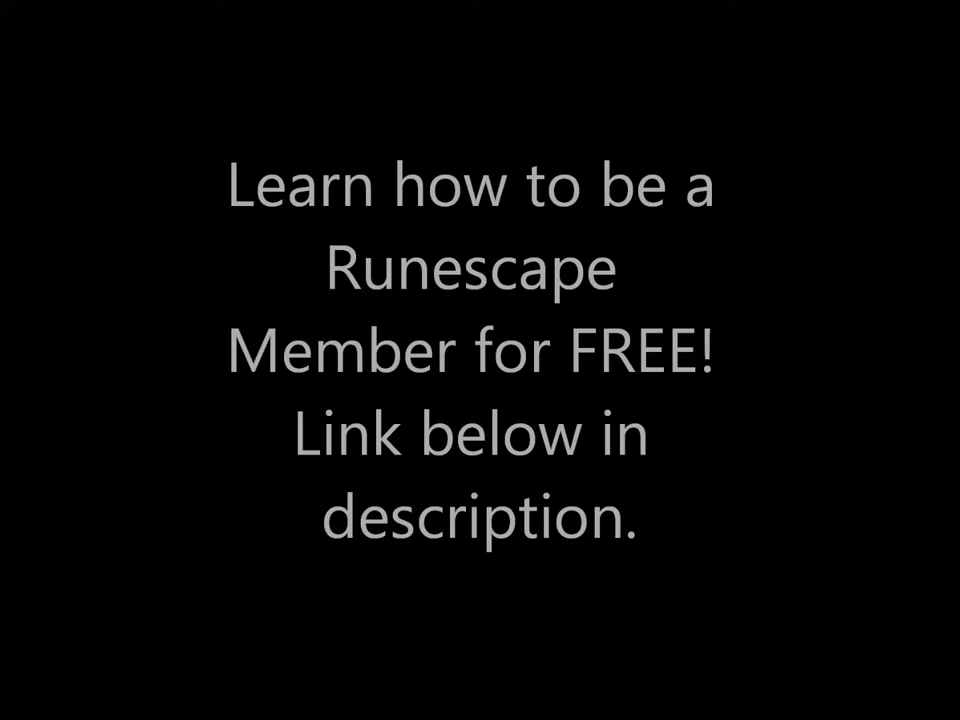 Learn how to be a
Runescape
Member for FREE!
Link below in
description.